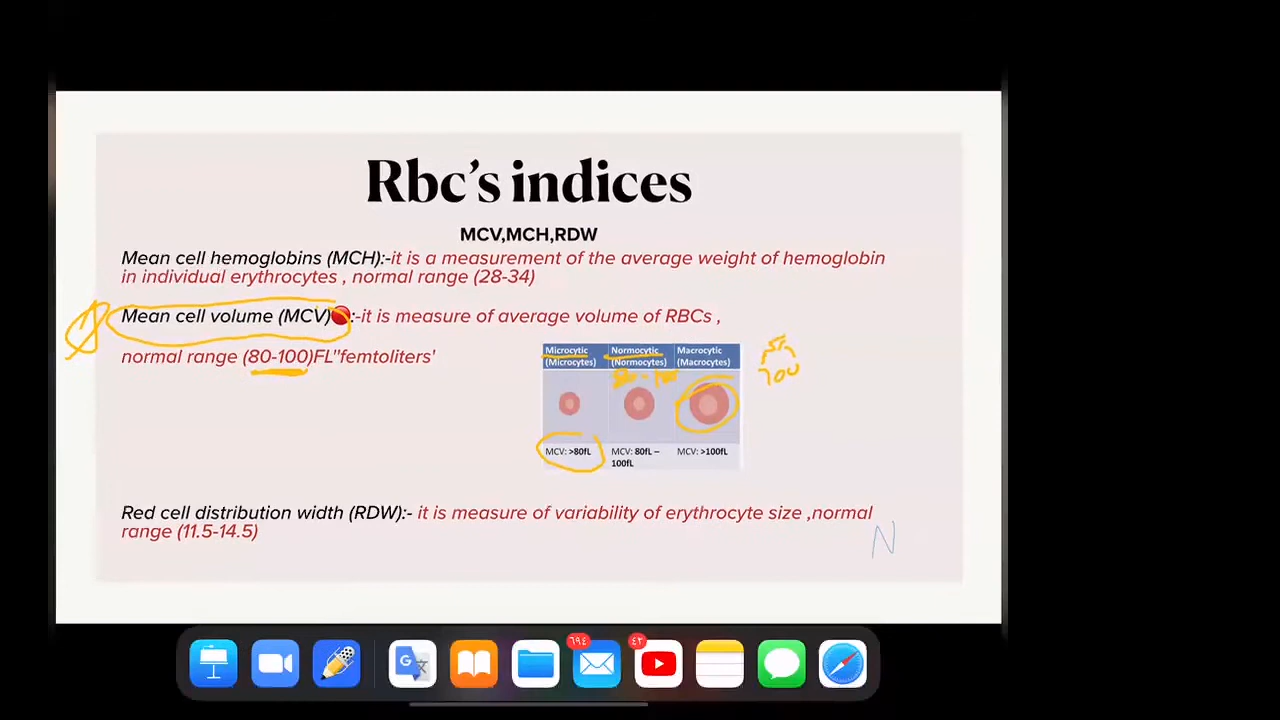 Rbc's indices
MCV,MCH,RDW
Mean cell hemoglobins (MCH):-it is a measurement of the average weight of hemoglobin
in individual erythrocytes , normal range (28-34)
Mean cell volume (MCV) :-it is measure of average volume of RBCs ,
normal range (80-100)FL"femtoliters'
Microcytic Normocytic Macrocytic
(Microcytes) (Normocytes) (Macrocytes)
MCV: >80fL MCV: 80fL – MCV: >100fL
100fL
Red cell distribution width (RDW):- it is measure of variability of erythrocyte size ,normal
range (11.5-14.5)
N
٦٩٤ ٤٣